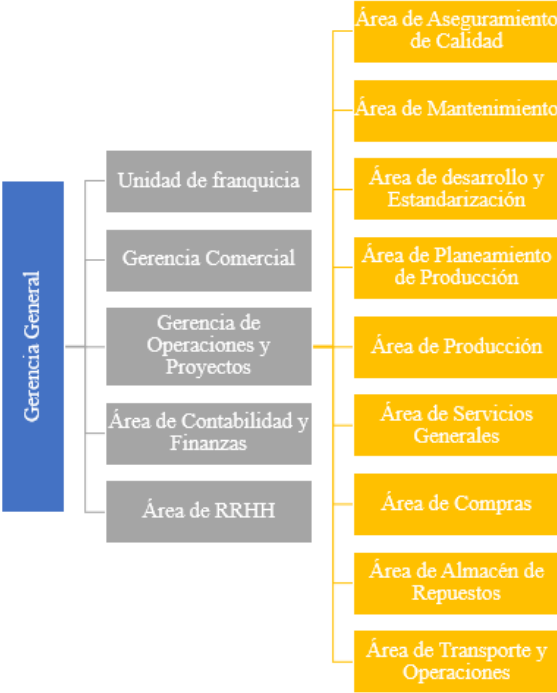 Gerencia General
Unidad de franquicia
Gerencia Comercial
Gerencia de
Operaciones y
Proyectos
Área de Contabilidad y
Finanzas
Área de RRHH
Área de Aseguramiento
de Calidad
Área de Mantenimiento
Área de desarrollo y
Estandarización
Área de Planeamiento
de Producción
Área de Producción
Área de Servicios
Generales
Área de Compras
Área de Almacén de
Repuestos
Área de Transporte y
Operaciones